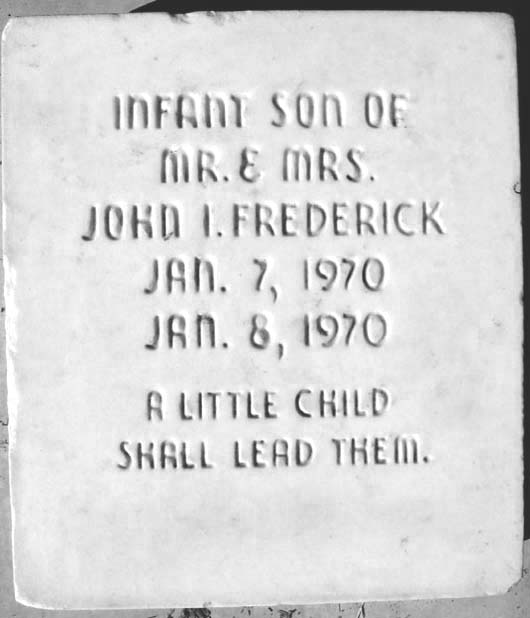 INFANT SON OF
MR. & MRS.
JOHN I. FREDERICK
JAN. 7, 1970
JAN. 8, 1970
A LITTLE CHILD
SHALL LEAD THEM.